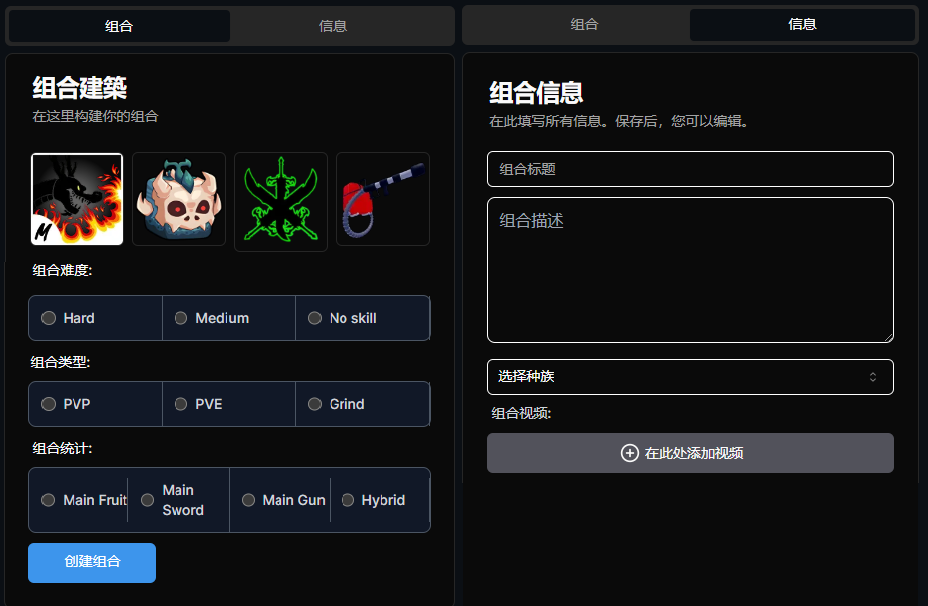 组合
信息
组合建築
在这里构建你的组合
M
组合难度:
Hard
Medium
No skill
组合类型:
PVP
PVE
Grind
组合统计:
Main Fruit
Main
Sword
Main Gun
Hybrid
创建组合
组合
信息
组合信息
在此填写所有信息。保存后，您可以编辑。
组合标题
组合描述
选择种族
组合视频:
在此处添加视频